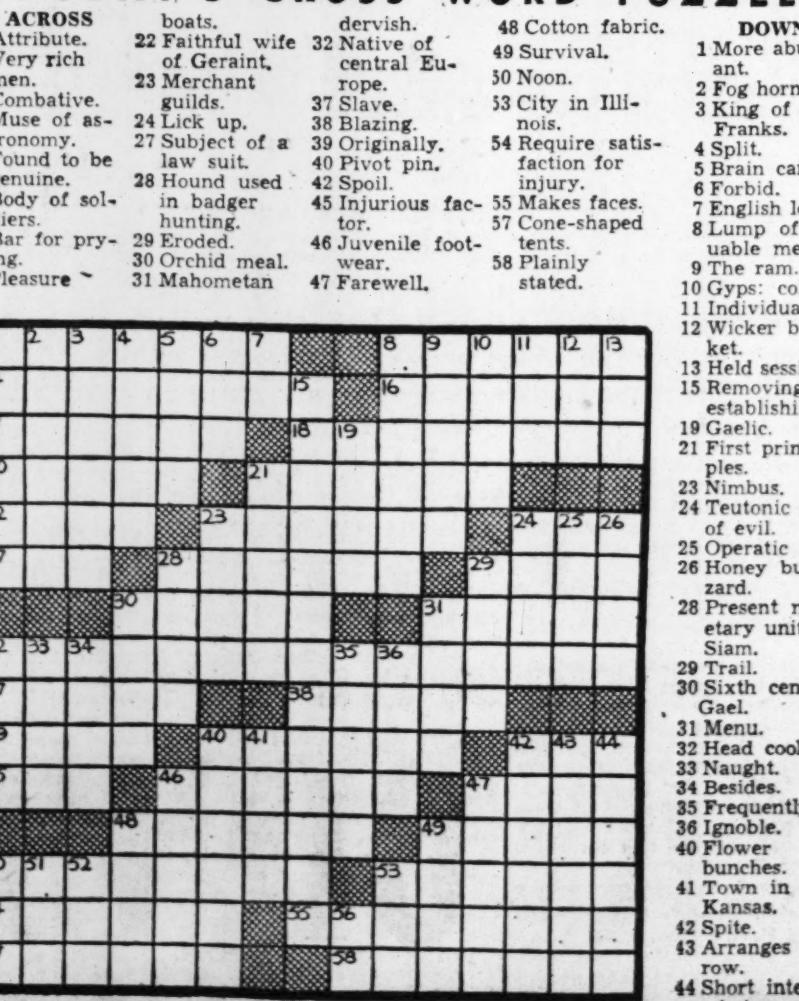 CROSS WORD PUZZLE
ACROSS
Attribute.
Very rich
men.
Combative.
Muse of as-
ronomy.
Found to be
enuine.
Body of sol-
iers.
Bar for pry-
ng.
leasure
boats.
22 Faithful wife
of Geraint.
23 Merchant
guilds.
24 Lick up.
27 Subject of a
law suit.
28 Hound used
in badger
hunting.
29 Eroded.
30 Orchid meal.
31 Mahometan
dervish.
32 Native of
central Eu-
rope.
37 Slave.
38 Blazing.
39 Originally.
40 Pivot pin.
42 Spoil.
45 Injurious fac-
tor.
46 Juvenile foot-
wear.
47 Farewell.
48 Cotton fabric.
49 Survival.
50 Noon.
53 City in Illi-
nois.
54 Require satis-
faction for
injury.
55 Makes faces.
57 Cone-shaped
tents.
58 Plainly
stated.
DOWN
1 More abu
ant.
2 Fog horn
3 King of
Franks.
4 Split.
5 Brain ca
6 Forbid.
7 English l
8 Lump of
uable me
9 The ram.
10 Gyps: co
11 Individua
12 Wicker b
ket.
13 Held sessi
15 Removing
establishi
19 Gaelic.
21 First prin
ples.
23 Nimbus.
24 Teutonic
of evil.
25 Operatic
26 Honey bu
zard.
28 Present m
etary unit
Siam.
29 Trail.
30 Sixth cen
Gael.
31 Menu.
32 Head cool
33 Naught.
34 Besides.
35 Frequently
36 Ignoble.
40 Flower
bunches.
41 Town in
Kansas.
42 Spite.
43 Arranges
row.
44 Short inte
2 3 4 5 6 7 8 9 10 11 12 13
15 16
18 19
21
23 24 25 26
28 29
30 31
33 34 35 36
38
40 41 42 43 44
46 47
48 49
51 52 53
55 56
58